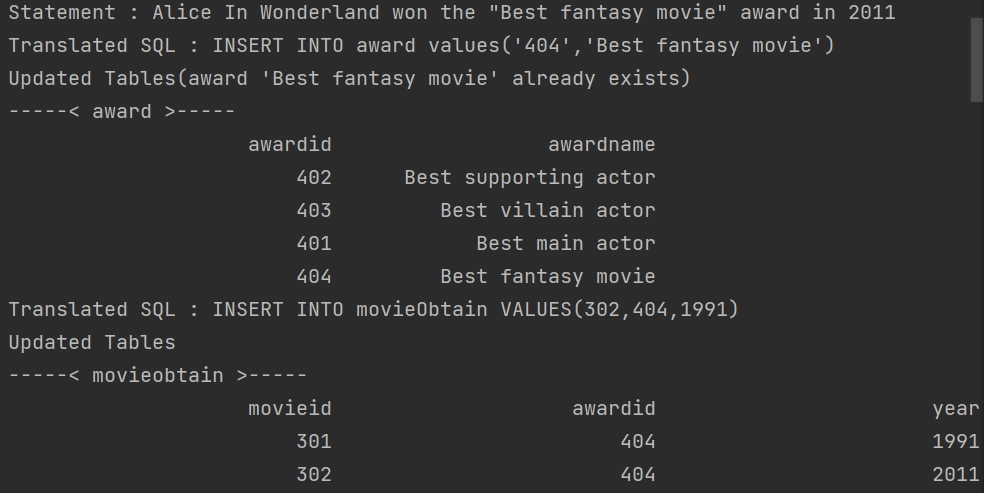 Statement : Alice In Wonderland won the "Best fantasy movie" award in 2011
Translated SQL : INSERT INTO award values('404','Best fantasy movie')
Updated Tables(award 'Best fantasy movie' already exists)
-----< award >-----
awardid awardname
402 Best supporting actor
403 Best villain actor
401 Best main actor
404 Best fantasy movie
Translated SQL : INSERT INTO movieObtain VALUES(302,404,1991)
Updated Tables
-----< movieobtain >-----
movieid awardid year
301 404 1991
302 404 2011